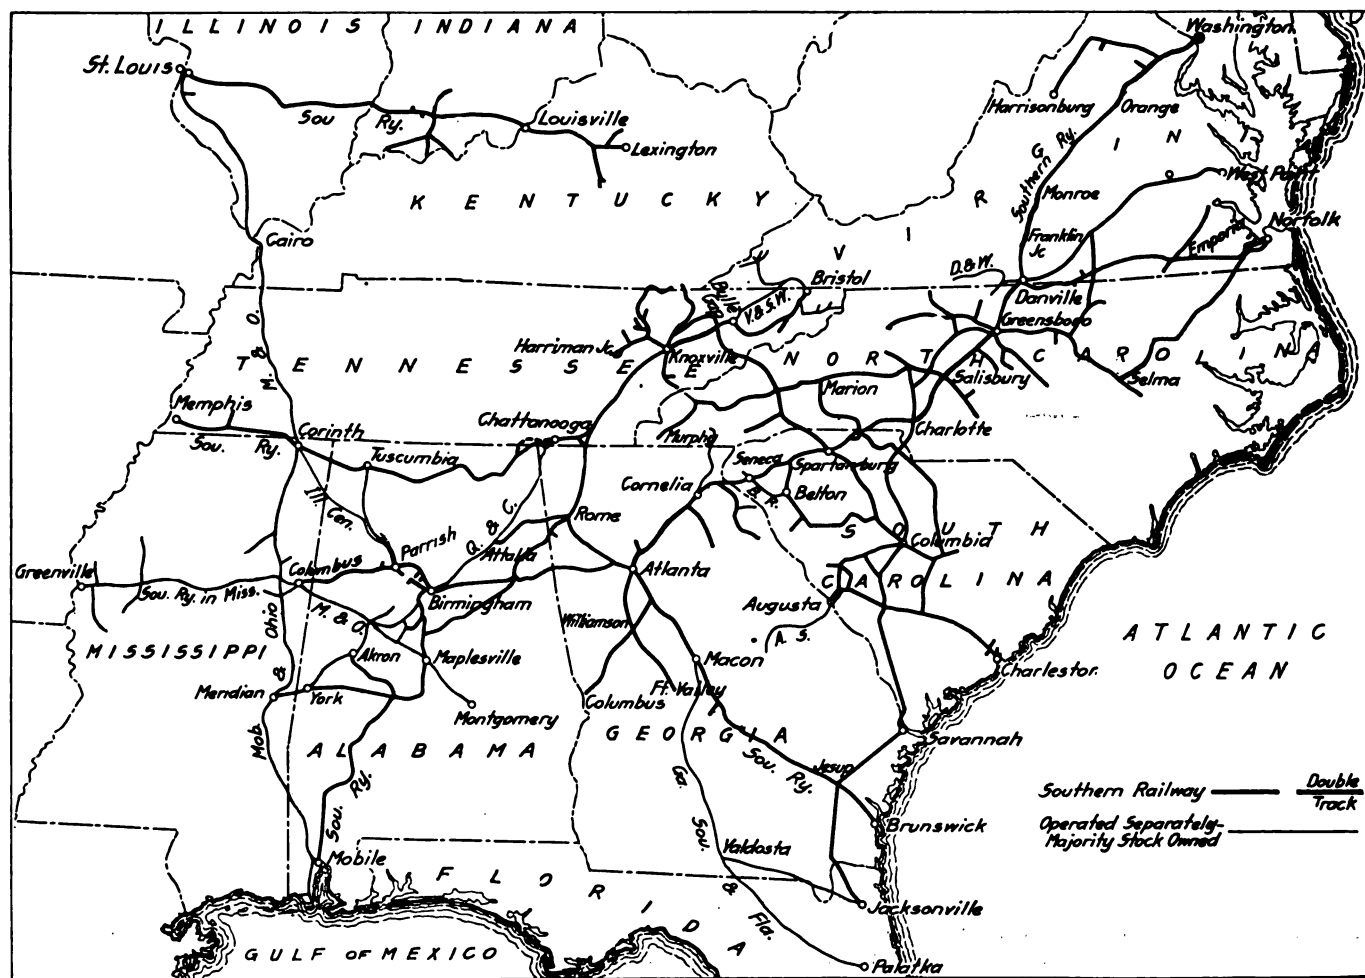 ILLINOIS
INDIANA
Washington
St. Louis
Harrisonburg
Orange
Sou Ry.
Louisville
Lexington
VIRGINIA
Southern Ry.
West Point
KENTUCKY
Monroe
Norfolk
Franklin Jc
Emporia
Cairo
D. & W.
Bristol
Bulls Gap
V. & S. W.
Danville
Greensboro
M. & O.
Harriman Jc.
Knoxville
TENNESSEE
NORTH CAROLINA
Marion
Salisbury
Selma
Memphis
Sou. Ry.
Corinth
Chattanooga
Murphy
Charlotte
Tuscumbia
Seneca
Spartanburg
Cornelia
B. R.
Belton
Ill. Cen.
Rome
A. & C.
SOUTH CAROLINA
Columbia
Parrish
Attalla
Greenville
Columbus
Atlanta
Sou. Ry. in Miss.
Birmingham
Augusta
M. & O.
Williamson
A. S.
ATLANTIC OCEAN
MISSISSIPPI
Akron
Maplesville
Macon
Charleston.
Meridian
York
Ft. Valley
Columbus
Montgomery
Mob. & Ohio
ALABAMA
GEORGIA
Savannah
Sou. Ry.
Sou. Ry.
Jesup
Southern Railway
Double Track
Brunswick
Operated Separately-
Majority Stock Owned
Mobile
Valdosta
Ga. Sou. & Fla.
FLORIDA
Jacksonville
GULF OF MEXICO
Palatka